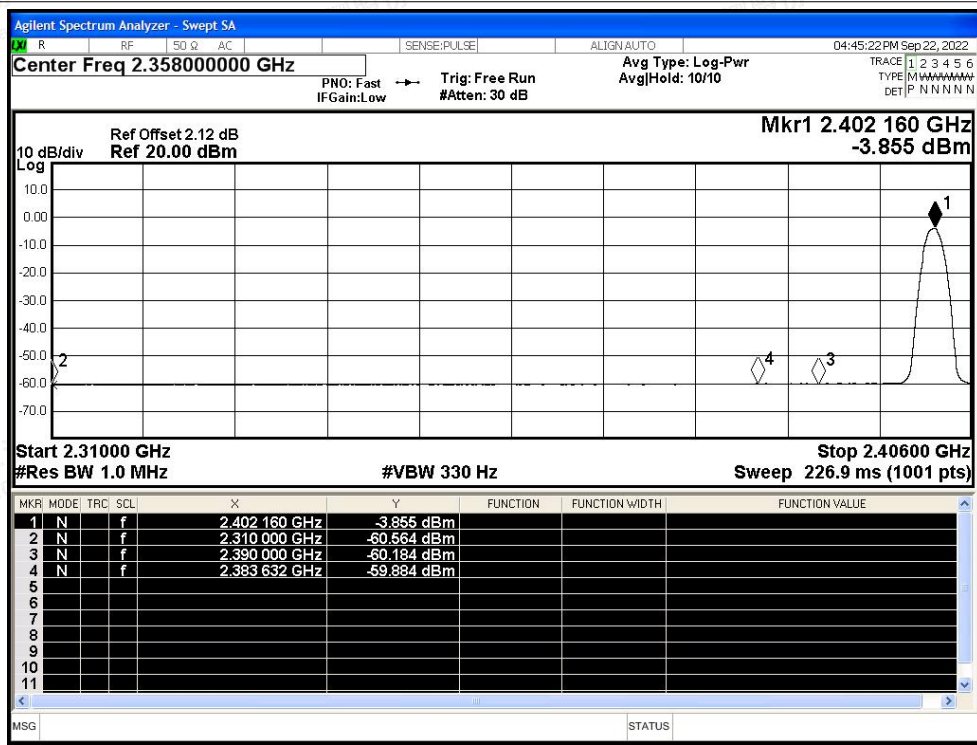 Agilent Spectrum Analyzer - Swept SA
LXI R RF 50 Ω AC SENSE:PULSE ALIGN AUTO 04:45:22 PM Sep 22, 2022
Center Freq 2.358000000 GHz
PNO: Fast
IFGain:Low
Trig: Free Run
#Atten: 30 dB
Avg Type: Log-Pwr
Avg|Hold: 10/10
TRACE 1 2 3 4 5 6
TYPE M
DET P N N N N N
Mkr1 2.402 160 GHz
-3.855 dBm
Ref Offset 2.12 dB
10 dB/div Ref 20.00 dBm
Log
10.0
1
0.00
-10.0
-20.0
-30.0
-40.0
-50.0
2 4 3
-60.0
-70.0
Start 2.31000 GHz Stop 2.40600 GHz
#Res BW 1.0 MHz #VBW 330 Hz Sweep 226.9 ms (1001 pts)
MKR MODE TRC SCL X Y FUNCTION FUNCTION WIDTH FUNCTION VALUE
1 N f 2.402 160 GHz -3.855 dBm
2 N f 2.310 000 GHz -60.564 dBm
3 N f 2.390 000 GHz -60.184 dBm
4 N f 2.383 632 GHz -59.884 dBm
5
6
7
8
9
10
11
MSG STATUS